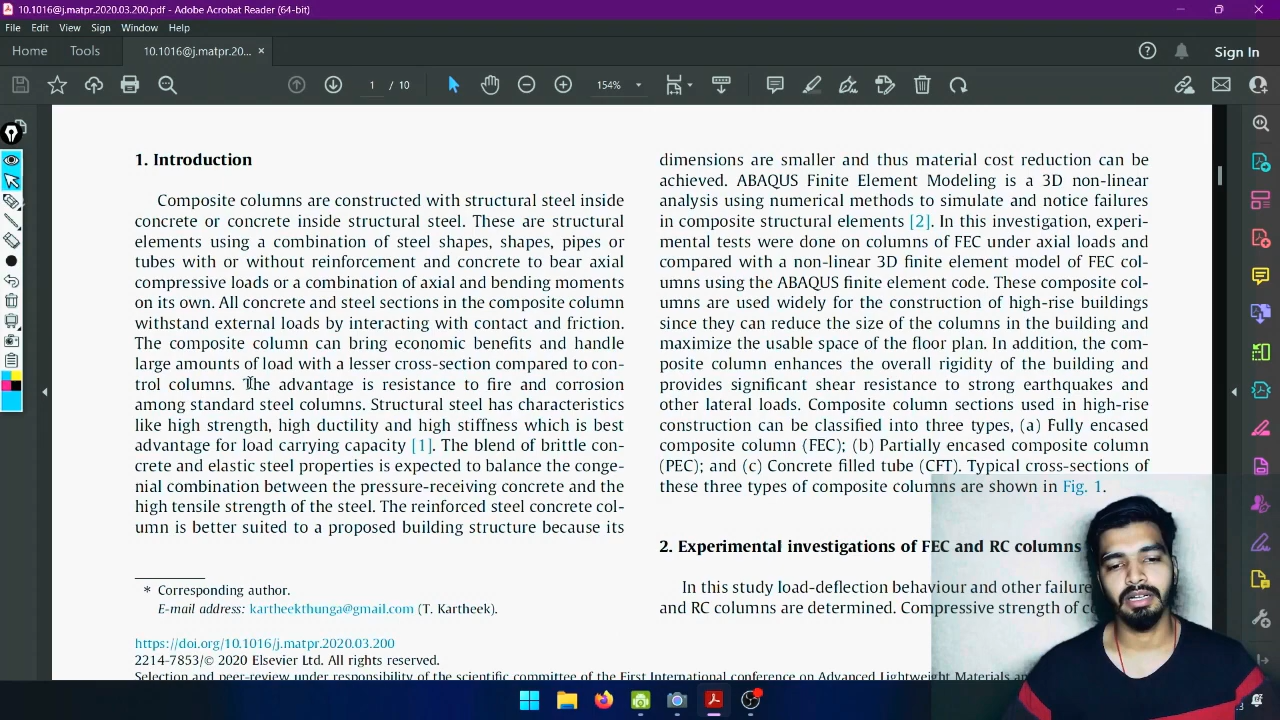 10.1016@j.matpr.2020.03.200.pdf - Adobe Acrobat Reader (64-bit)
File Edit View Sign Window Help
Home Tools 10.1016@j.matpr.20... × Sign In
1 / 10 154%
1. Introduction
Composite columns are constructed with structural steel inside
concrete or concrete inside structural steel. These are structural
elements using a combination of steel shapes, shapes, pipes or
tubes with or without reinforcement and concrete to bear axial
compressive loads or a combination of axial and bending moments
on its own. All concrete and steel sections in the composite column
withstand external loads by interacting with contact and friction.
The composite column can bring economic benefits and handle
large amounts of load with a lesser cross-section compared to con-
trol columns. The advantage is resistance to fire and corrosion
among standard steel columns. Structural steel has characteristics
like high strength, high ductility and high stiffness which is best
advantage for load carrying capacity [1]. The blend of brittle con-
crete and elastic steel properties is expected to balance the conge-
nial combination between the pressure-receiving concrete and the
high tensile strength of the steel. The reinforced steel concrete col-
umn is better suited to a proposed building structure because its
* Corresponding author.
E-mail address: kartheekthunga@gmail.com (T. Kartheek).
https://doi.org/10.1016/j.matpr.2020.03.200
2214-7853/© 2020 Elsevier Ltd. All rights reserved.
Selection and peer-review under responsibility of the scientific committee of the First International conference on Advanced Lightweight Materials
dimensions are smaller and thus material cost reduction can be
achieved. ABAQUS Finite Element Modeling is a 3D non-linear
analysis using numerical methods to simulate and notice failures
in composite structural elements [2]. In this investigation, experi-
mental tests were done on columns of FEC under axial loads and
compared with a non-linear 3D finite element model of FEC col-
umns using the ABAQUS finite element code. These composite col-
umns are used widely for the construction of high-rise buildings
since they can reduce the size of the columns in the building and
maximize the usable space of the floor plan. In addition, the com-
posite column enhances the overall rigidity of the building and
provides significant shear resistance to strong earthquakes and
other lateral loads. Composite column sections used in high-rise
construction can be classified into three types, (a) Fully encased
composite column (FEC); (b) Partially encased composite column
(PEC); and (c) Concrete filled tube (CFT). Typical cross-sections of
these three types of composite columns are shown in Fig. 1.
2. Experimental investigations of FEC and RC columns
In this study load-deflection behaviour and other failure
and RC columns are determined. Compressive strength of